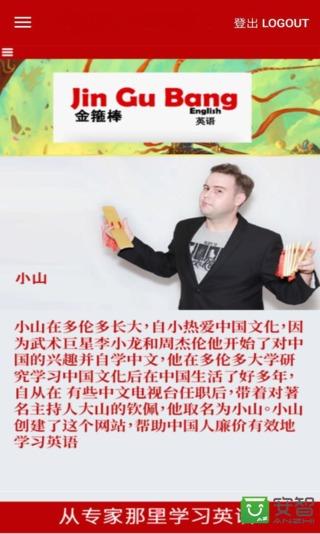 登出 LOGOUT
Jin Gu Bang
English
金箍棒
英语
小山
小山在多伦多长大，自小热爱中国文化，因
为武术巨星李小龙和周杰伦他开始了对中
国的兴趣并自学中文，他在多伦多大学研
究学习中国文化后在中国生活了好多年，
自从在 有些中文电视台任职后，带着对著
名主持人大山的钦佩，他取名为小山。小山
创建了这个网站，帮助中国人廉价有效地
学习英语
从专家那里学习英语
安智
ANZHI